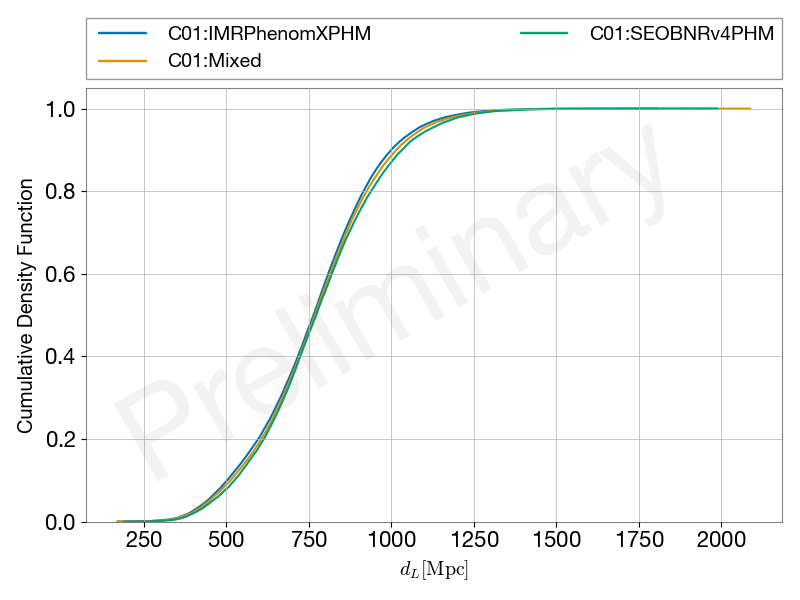 C01:IMRPhenomXPHM
C01:Mixed
C01:SEOBNRv4PHM
Cumulative Density Function
1.0
0.8
0.6
0.4
0.2
0.0
Preliminary
250 500 750 1000 1250 1500 1750 2000
d_L[Mpc]